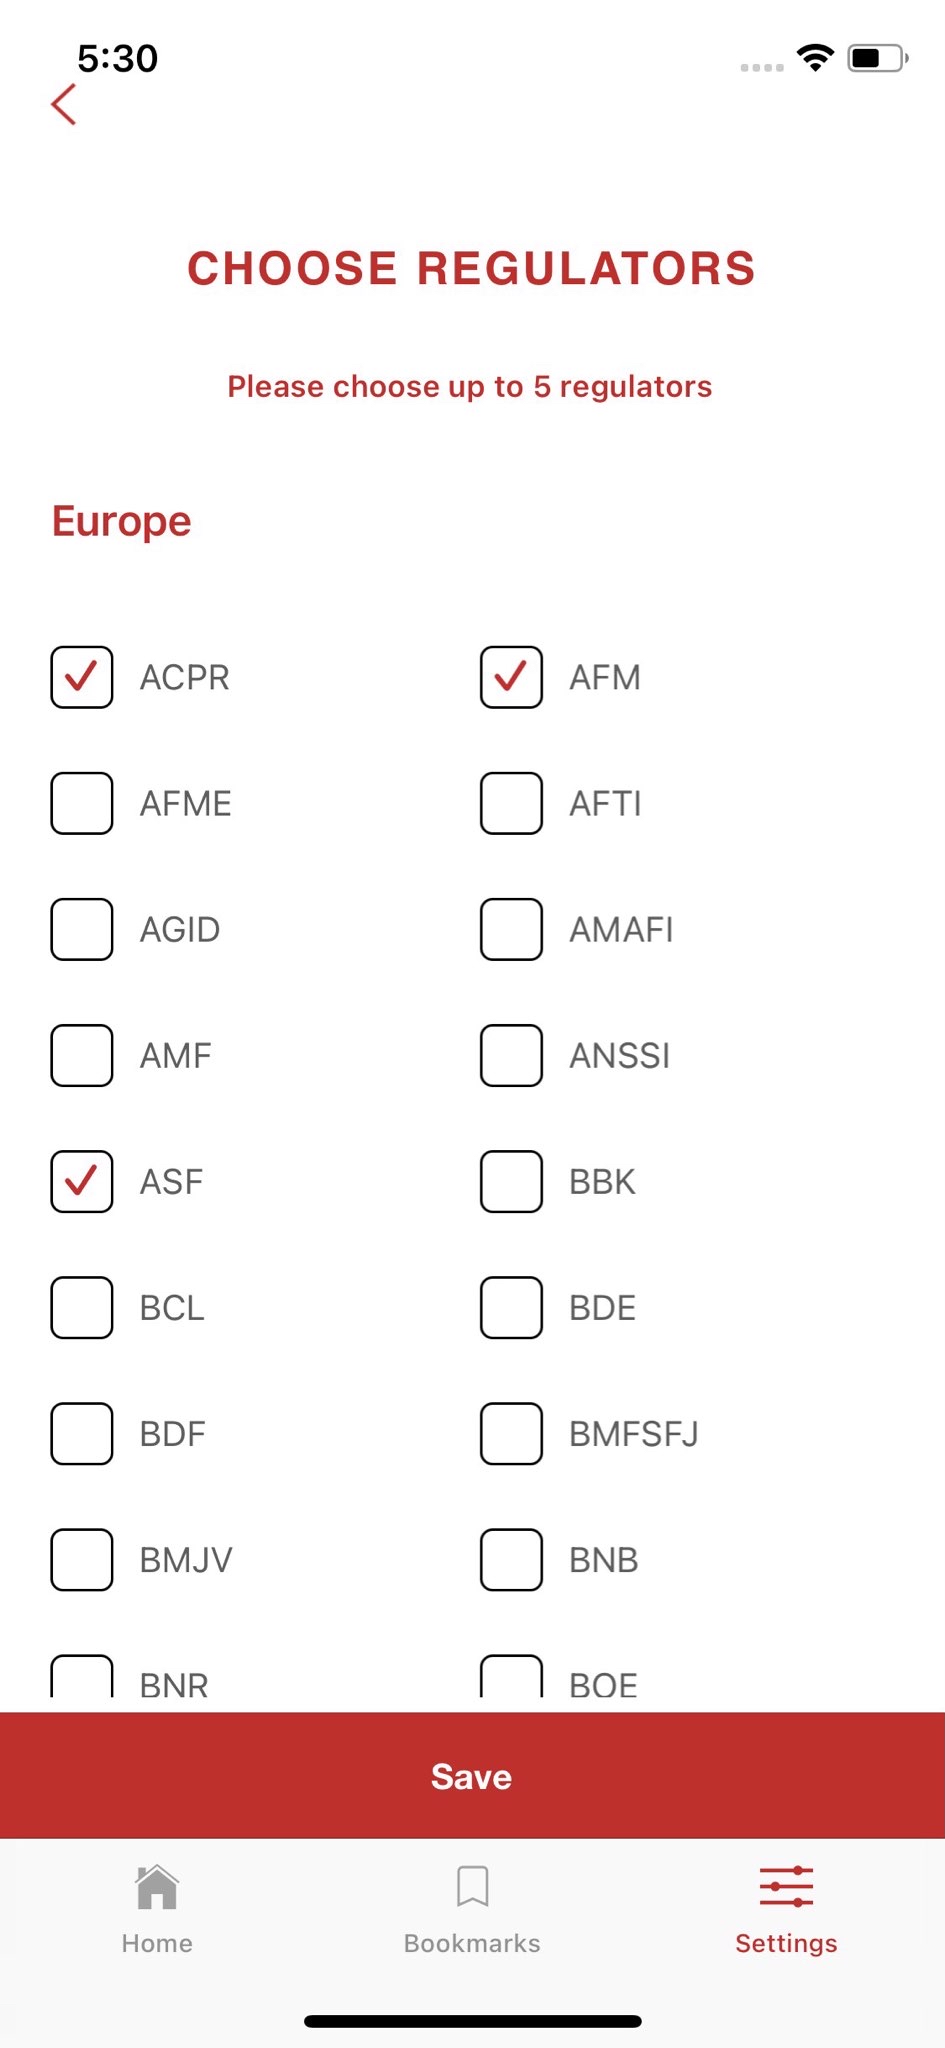 5:30
CHOOSE REGULATORS
Please choose up to 5 regulators
Europe
ACPR AFM
AFME AFTI
AGID AMAFI
AMF ANSSI
ASF BBK
BCL BDE
BDF BMFSFJ
BMJV BNB
BNR BOE
Save
Home Bookmarks Settings